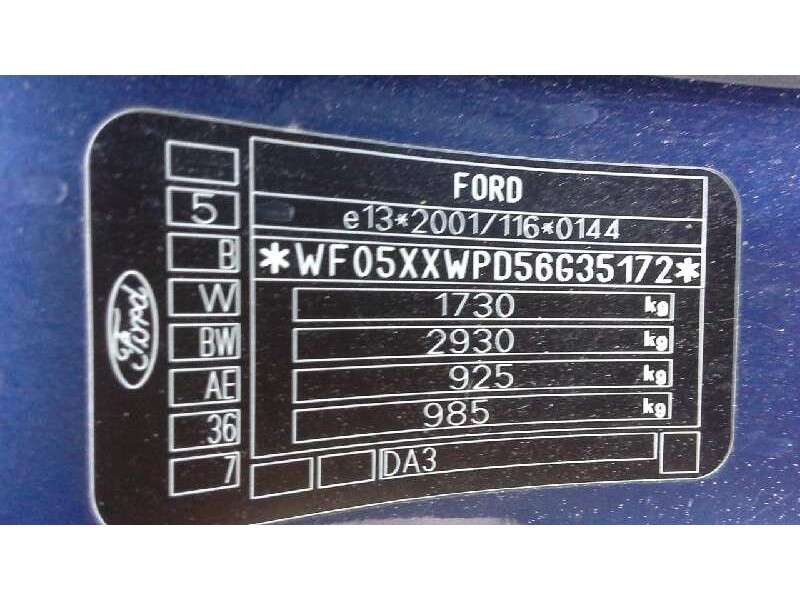 FORD
5
e13*2001/116*0144
B
*WF05XXWPD56G35172*
W
1730 kg
BW
2930 kg
AE
925 kg
36
985 kg
7
DA3
Ford